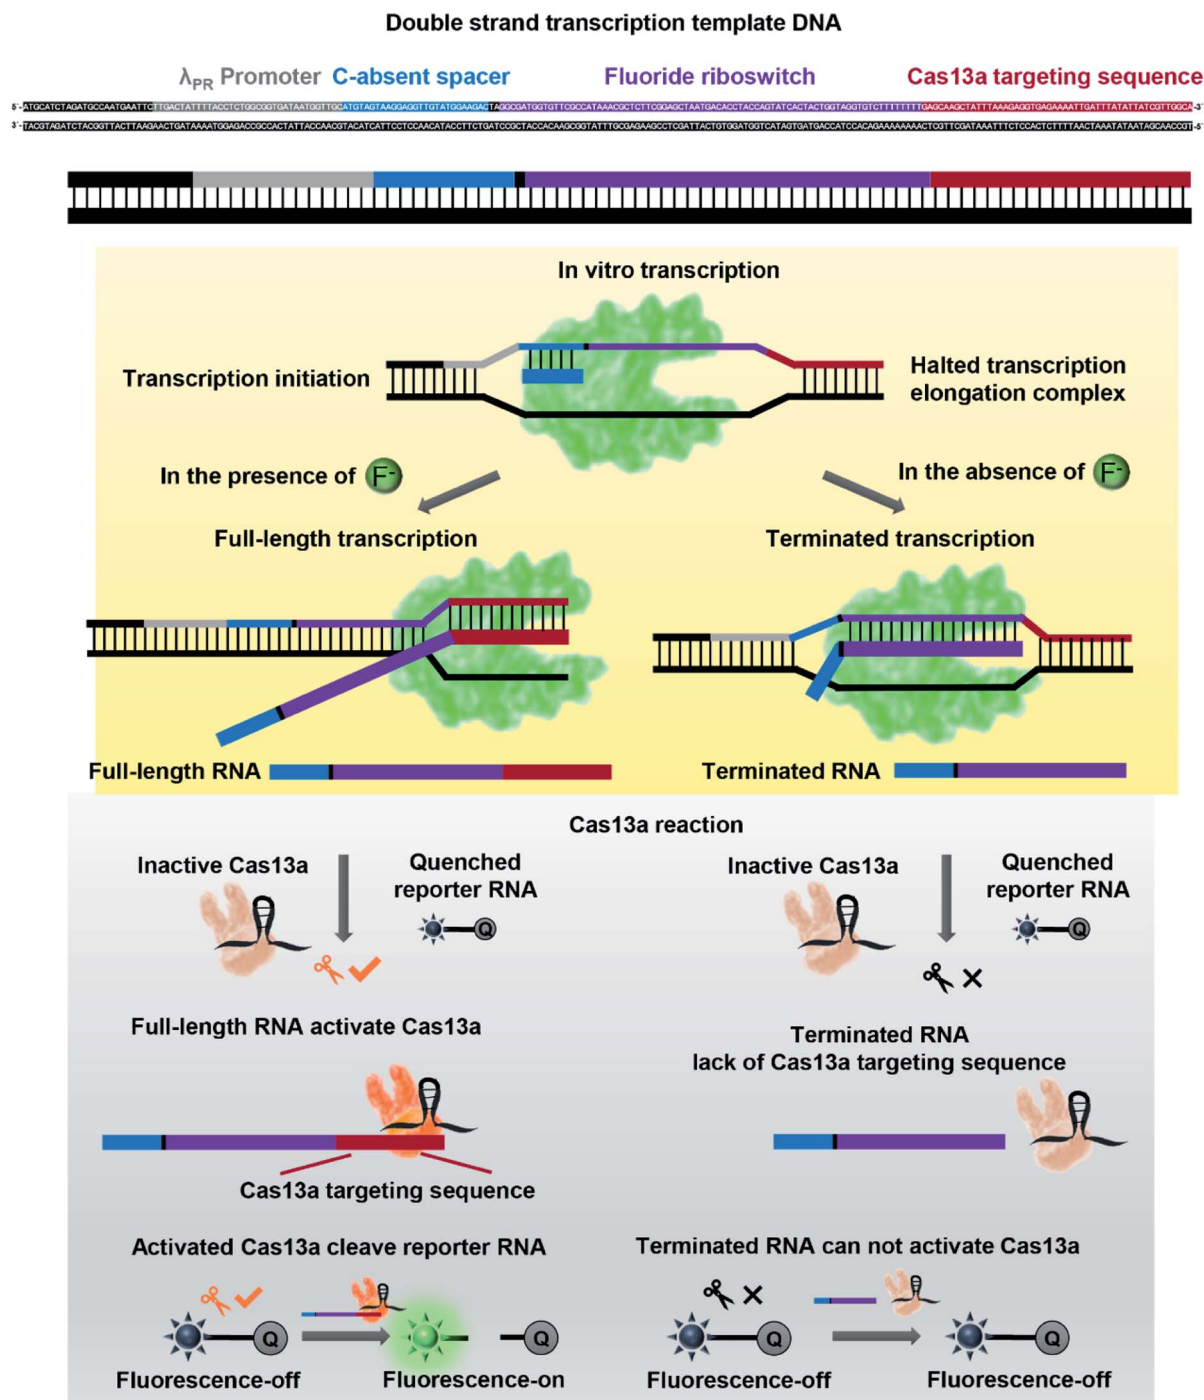 Double strand transcription template DNA
λPR Promoter C-absent spacer Fluoride riboswitch Cas13a targeting sequence
In vitro transcription
Transcription initiation
Halted transcription
elongation complex
In the presence of F-
In the absence of F-
Full-length transcription
Terminated transcription
Full-length RNA
Terminated RNA
Cas13a reaction
Inactive Cas13a
Quenched
reporter RNA
Q
Inactive Cas13a
Quenched
reporter RNA
Q
Full-length RNA activate Cas13a
Terminated RNA
lack of Cas13a targeting sequence
Cas13a targeting sequence
Activated Cas13a cleave reporter RNA
Terminated RNA can not activate Cas13a
Q
Q
Q
Q
Fluorescence-off
Fluorescence-on
Fluorescence-off
Fluorescence-off